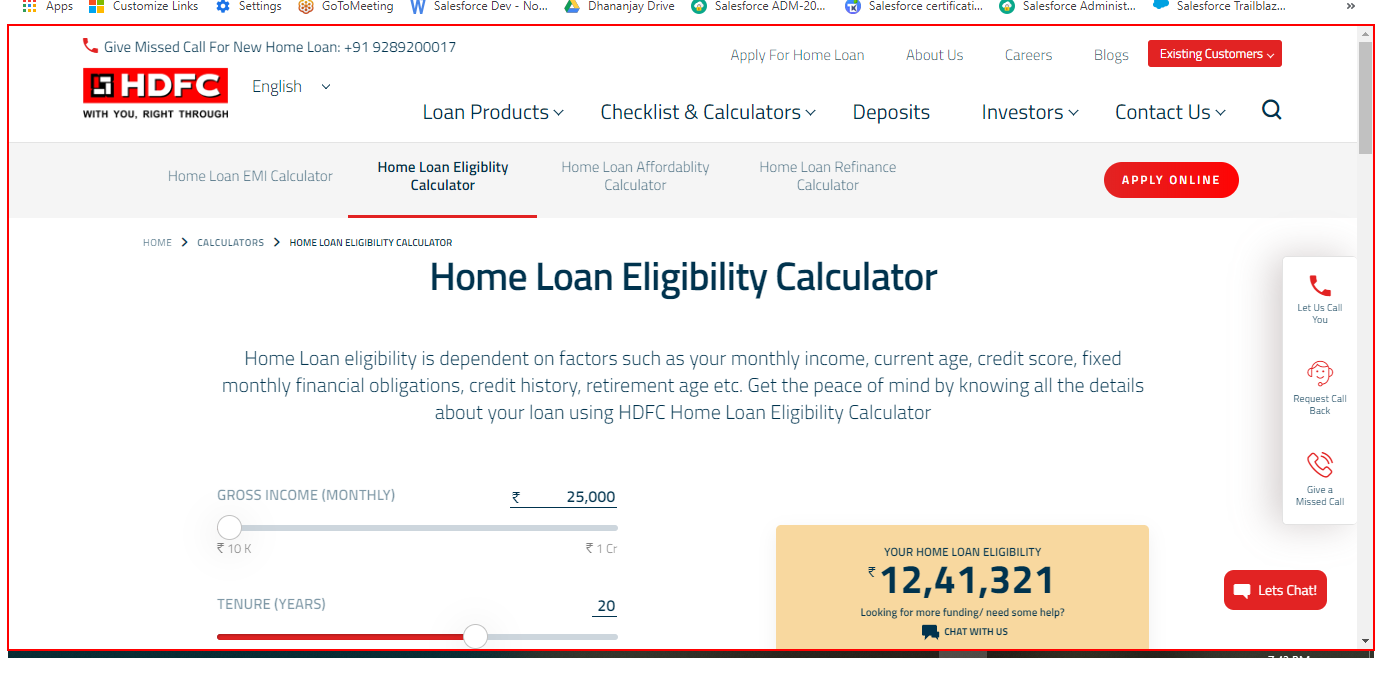 Apps Customize Links Settings GoToMeeting Salesforce Dev - No... Dhananjay Drive Salesforce ADM-20... Salesforce certificati... Salesforce Administ... Salesforce Trailblaz... »
Give Missed Call For New Home Loan: +91 9289200017
Apply For Home Loan About Us Careers Blogs Existing Customers
HDFC
WITH YOU, RIGHT THROUGH
English
Loan Products Checklist & Calculators Deposits Investors Contact Us
Home Loan EMI Calculator
Home Loan Eligiblity
Calculator
Home Loan Affordablity
Calculator
Home Loan Refinance
Calculator
APPLY ONLINE
HOME > CALCULATORS > HOME LOAN ELIGIBILITY CALCULATOR
Home Loan Eligibility Calculator
Home Loan eligibility is dependent on factors such as your monthly income, current age, credit score, fixed
monthly financial obligations, credit history, retirement age etc. Get the peace of mind by knowing all the details
about your loan using HDFC Home Loan Eligibility Calculator
Let Us Call
You
Request Call
Back
Give a
Missed Call
GROSS INCOME (MONTHLY) ₹ 25,000
₹ 10 K ₹ 1 Cr
TENURE (YEARS) 20
YOUR HOME LOAN ELIGIBILITY
₹ 12,41,321
Looking for more funding/ need some help?
CHAT WITH US
Lets Chat!